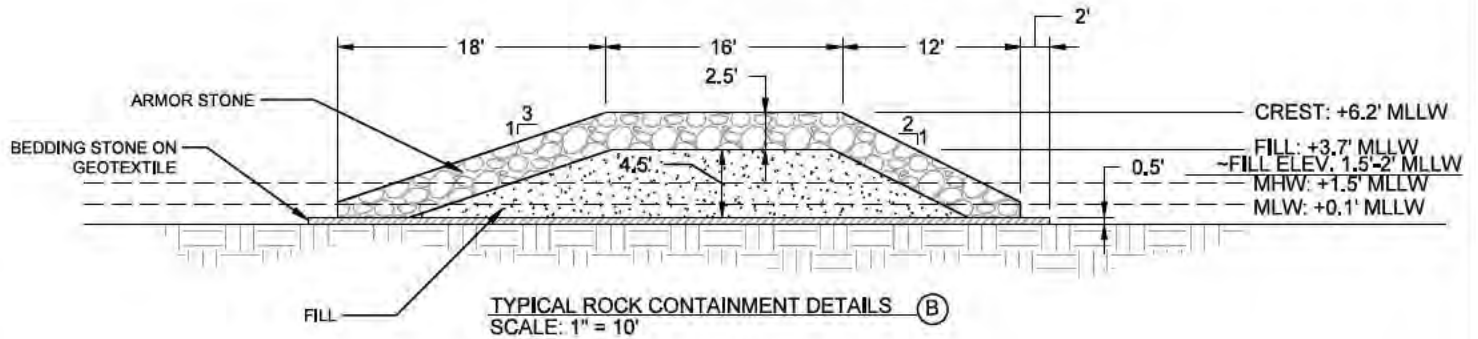 2'
18'
16'
12'
2.5'
ARMOR STONE
3
1
2
1
CREST: +6.2' MLLW
BEDDING STONE ON
GEOTEXTILE
4.5'
0.5'
FILL: +3.7' MLLW
~FILL ELEV. 1.5'-2' MLLW
MHW: +1.5' MLLW
MLW: +0.1' MLLW
FILL
TYPICAL ROCK CONTAINMENT DETAILS B
SCALE: 1" = 10'